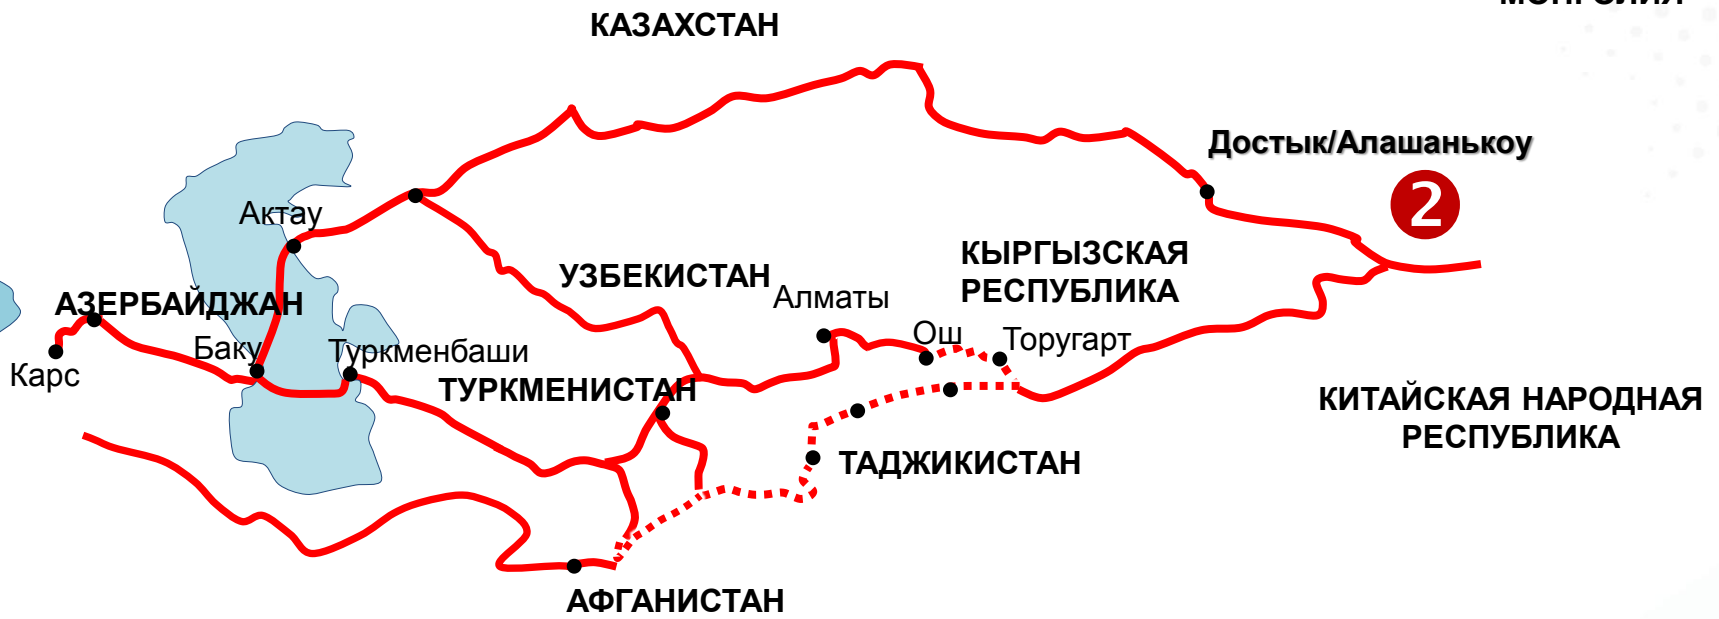 МОНГОЛИЯ
КАЗАХСТАН
Достык/Алашанькоу
2
Актау
КЫРГЫЗСКАЯ
РЕСПУБЛИКА
УЗБЕКИСТАН
Алматы
АЗЕРБАЙДЖАН
Ош
Торугарт
Баку
Туркменбаши
Карс
ТУРКМЕНИСТАН
КИТАЙСКАЯ НАРОДНАЯ
РЕСПУБЛИКА
ТАДЖИКИСТАН
АФГАНИСТАН